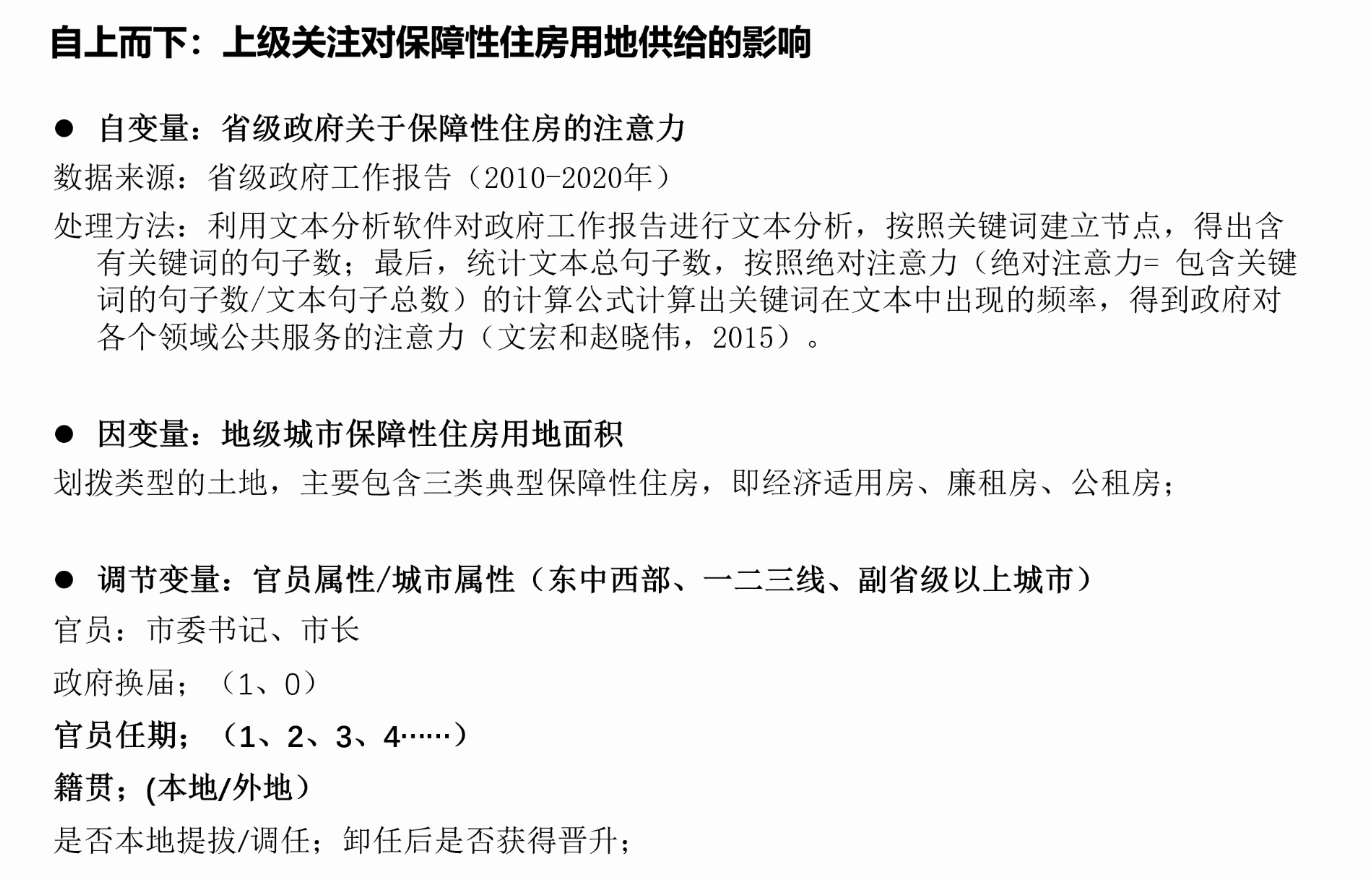 自上而下：上级关注对保障性住房用地供给的影响
● 自变量：省级政府关于保障性住房的注意力
数据来源：省级政府工作报告（2010-2020年）
处理方法：利用文本分析软件对政府工作报告进行文本分析，按照关键词建立节点，得出含
有关键词的句子数；最后，统计文本总句子数，按照绝对注意力（绝对注意力= 包含关键
词的句子数/文本句子总数）的计算公式计算出关键词在文本中出现的频率，得到政府对
各个领域公共服务的注意力（文宏和赵晓伟，2015）。
● 因变量：地级城市保障性住房用地面积
划拨类型的土地，主要包含三类典型保障性住房，即经济适用房、廉租房、公租房；
● 调节变量：官员属性/城市属性（东中西部、一二三线、副省级以上城市）
官员：市委书记、市长
政府换届；（1、0）
官员任期；（1、2、3、4……）
籍贯；(本地/外地）
是否本地提拔/调任；卸任后是否获得晋升；